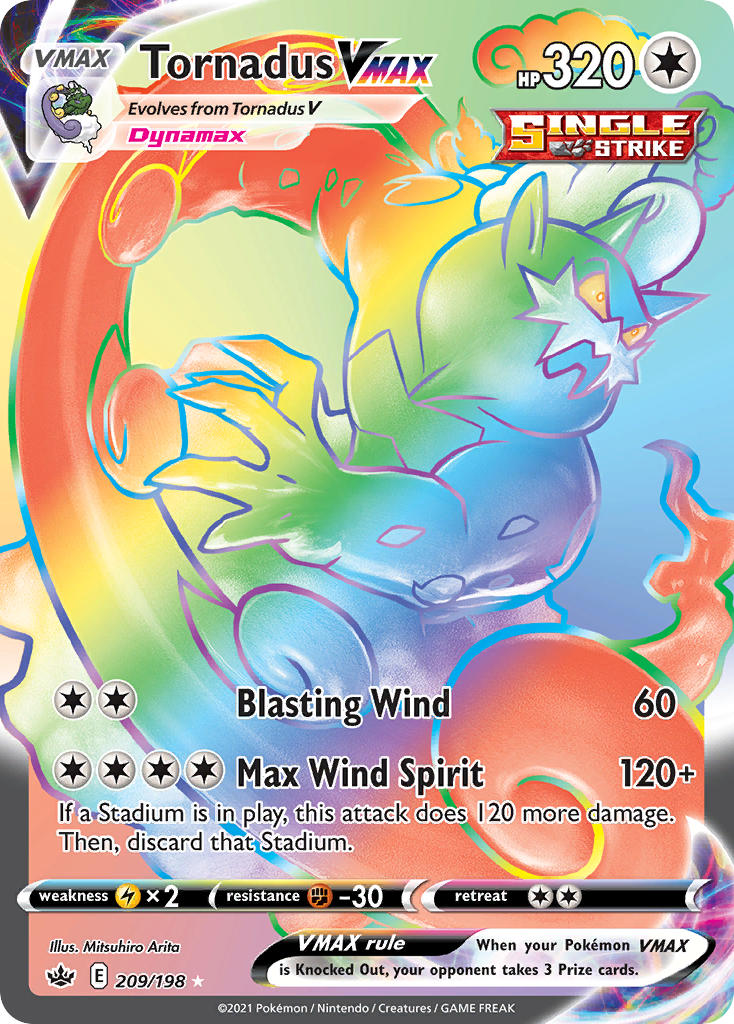 VMAX
Tornadus VMAX
HP 320
Evolves from Tornadus V
Dynamax
SINGLE
STRIKE
Blasting Wind 60
Max Wind Spirit 120+
If a Stadium is in play, this attack does 120 more damage.
Then, discard that Stadium.
weakness ×2 resistance -30 retreat
Illus. Mitsuhiro Arita
VMAX rule When your Pokémon VMAX
is Knocked Out, your opponent takes 3 Prize cards.
E 209/198
©2021 Pokémon / Nintendo / Creatures / GAME FREAK